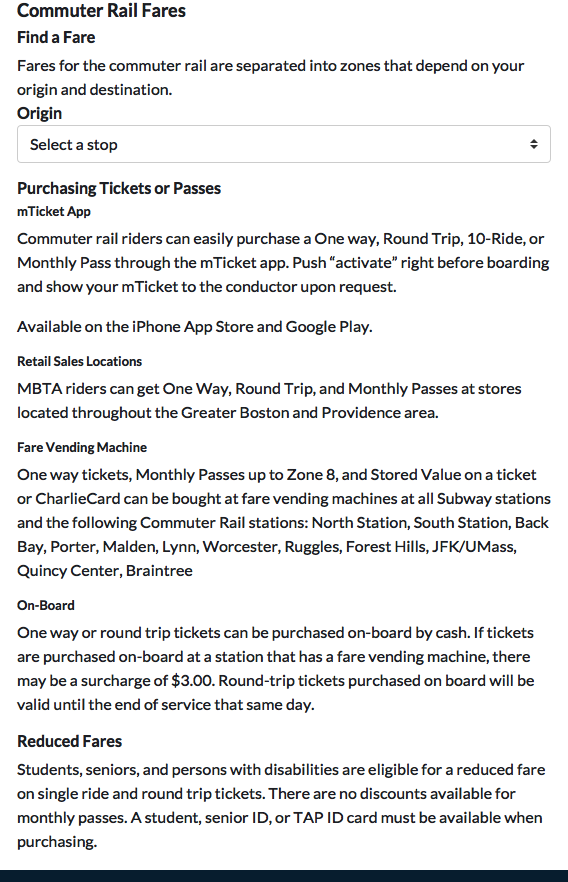 Commuter Rail Fares
Find a Fare
Fares for the commuter rail are separated into zones that depend on your
origin and destination.
Origin
Select a stop
Purchasing Tickets or Passes
mTicket App
Commuter rail riders can easily purchase a One way, Round Trip, 10-Ride, or
Monthly Pass through the mTicket app. Push “activate” right before boarding
and show your mTicket to the conductor upon request.
Available on the iPhone App Store and Google Play.
Retail Sales Locations
MBTA riders can get One Way, Round Trip, and Monthly Passes at stores
located throughout the Greater Boston and Providence area.
Fare Vending Machine
One way tickets, Monthly Passes up to Zone 8, and Stored Value on a ticket
or CharlieCard can be bought at fare vending machines at all Subway stations
and the following Commuter Rail stations: North Station, South Station, Back
Bay, Porter, Malden, Lynn, Worcester, Ruggles, Forest Hills, JFK/UMass,
Quincy Center, Braintree
On-Board
One way or round trip tickets can be purchased on-board by cash. If tickets
are purchased on-board at a station that has a fare vending machine, there
may be a surcharge of $3.00. Round-trip tickets purchased on board will be
valid until the end of service that same day.
Reduced Fares
Students, seniors, and persons with disabilities are eligible for a reduced fare
on single ride and round trip tickets. There are no discounts available for
monthly passes. A student, senior ID, or TAP ID card must be available when
purchasing.